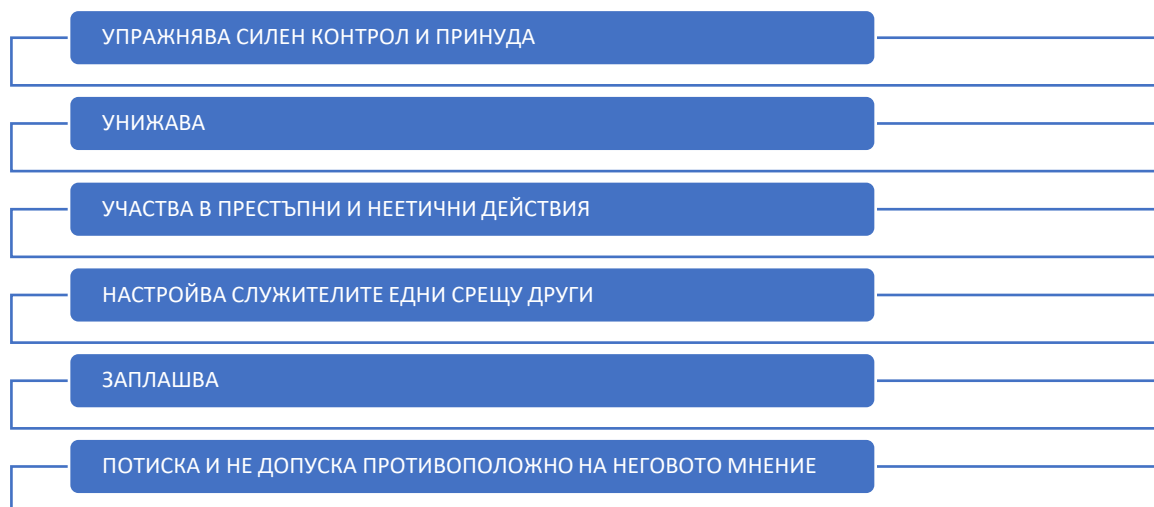 УПРАЖНЯВА СИЛЕН КОНТРОЛ И ПРИНУДА
УНИЖАВА
УЧАСТВА В ПРЕСТЪПНИ И НЕЕТИЧНИ ДЕЙСТВИЯ
НАСТРОЙВА СЛУЖИТЕЛИТЕ ЕДНИ СРЕЩУ ДРУГИ
ЗАПЛАШВА
ПОТИСКА И НЕ ДОПУСКА ПРОТИВОПОЛОЖНО НА НЕГОВОТО МНЕНИЕ